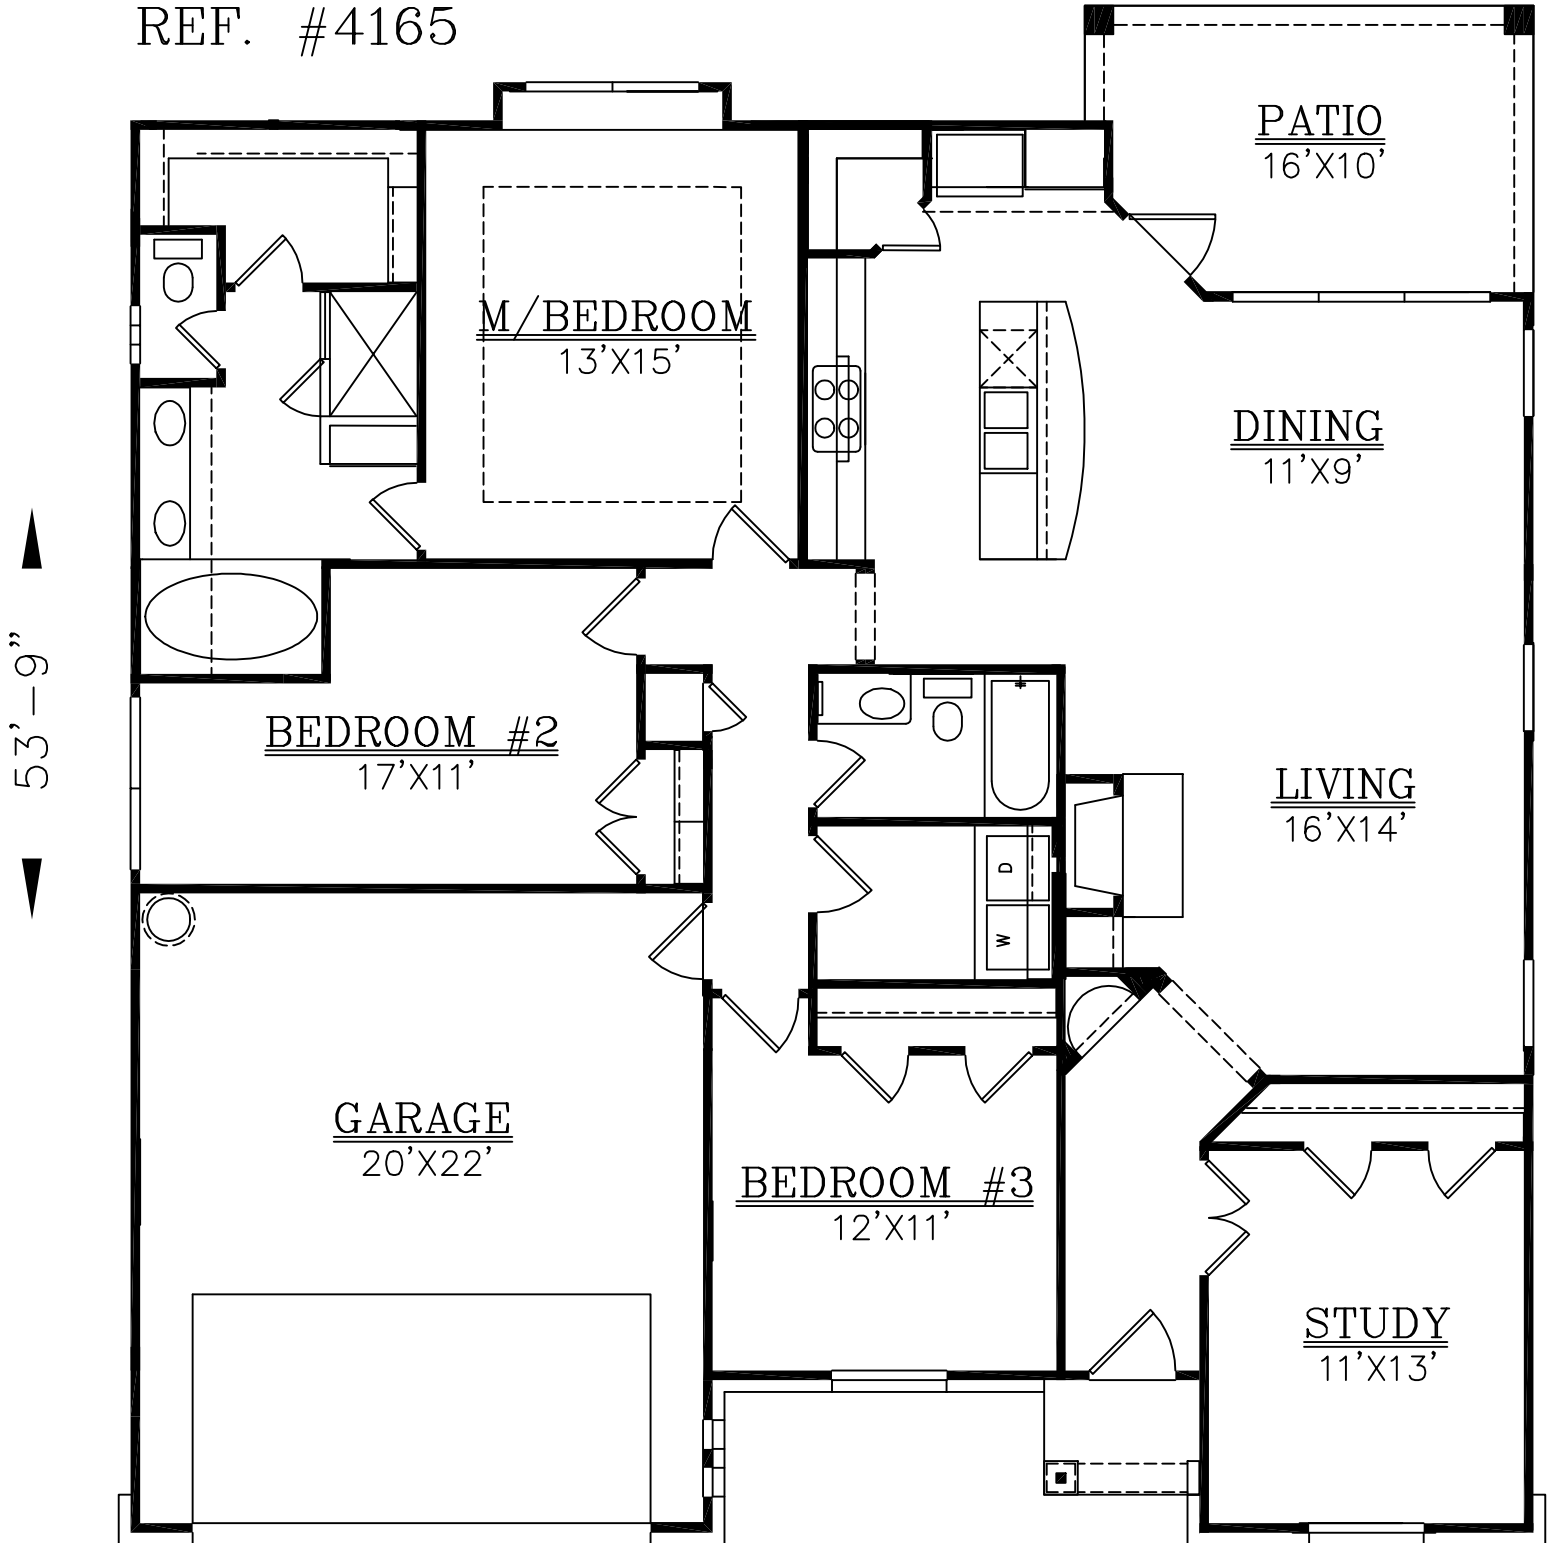 REF. #4165
PATIO
16'X10'
M/BEDROOM
13'X15'
DINING
11'X9'
53'-9"
BEDROOM #2
17'X11'
LIVING
16'X14'
D
W
GARAGE
20'X22'
BEDROOM #3
12'X11'
STUDY
11'X13'